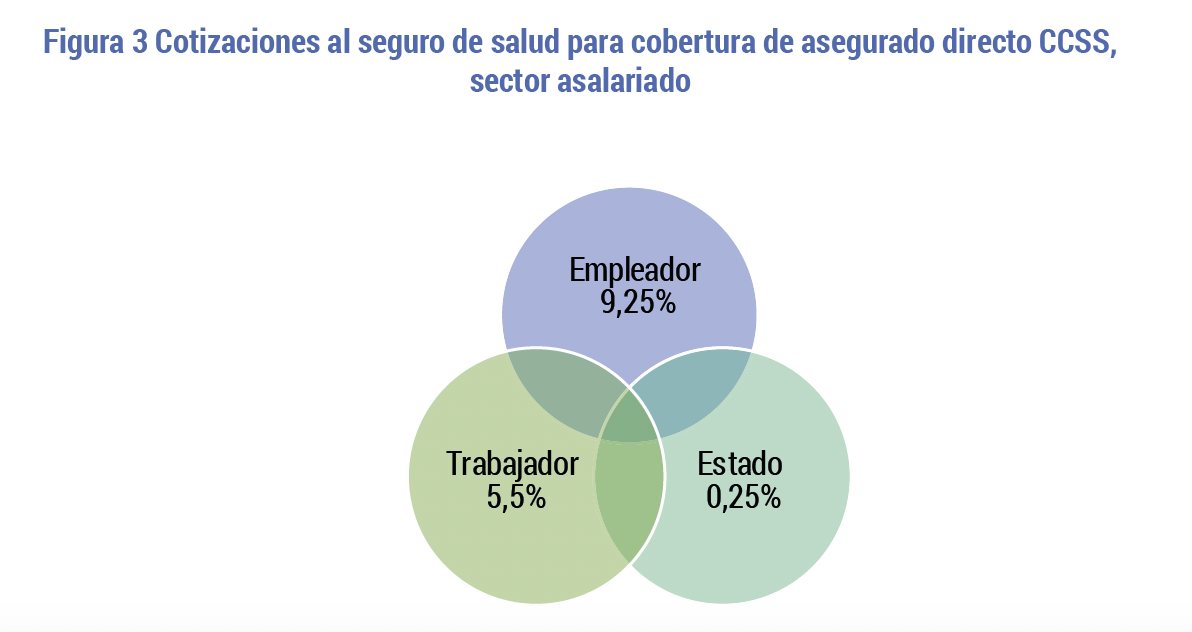 Figura 3 Cotizaciones al seguro de salud para cobertura de asegurado directo CCSS,
sector asalariado
Empleador
9,25%
Trabajador
5,5%
Estado
0,25%